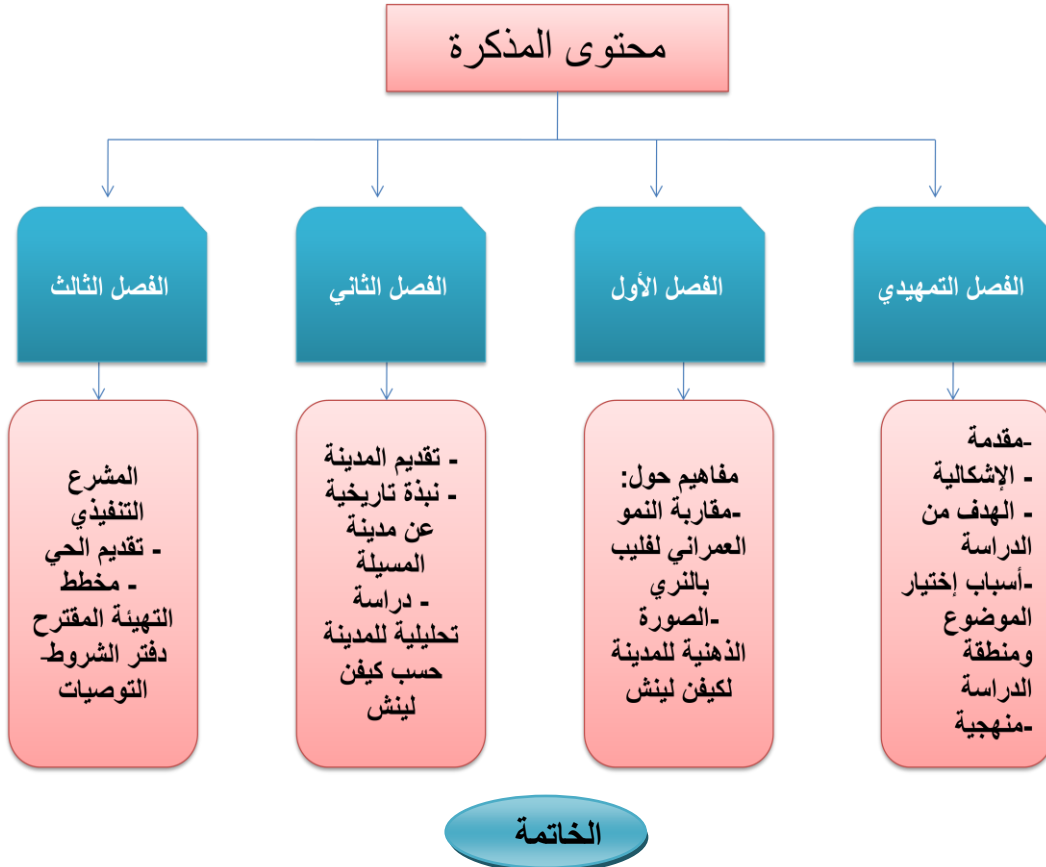 محتوى المذكرة
الفصل التمهيدي
الفصل الأول
الفصل الثاني
الفصل الثالث
-مقدمة
- الإشكالية
- الهدف من
الدراسة
-أسباب إختيار
الموضوع
ومنطقة
الدراسة
-منهجية
مفاهيم حول:
-مقاربة النمو
العمراني لفليب
بالنري
-الصورة
الذهنية للمدينة
لكيفن لينش
- تقديم المدينة
- نبذة تاريخية
عن مدينة
المسيلة
- دراسة
تحليلية للمدينة
حسب كيفن
لينش
المشرع
التنفيذي
- تقديم الحي
- مخطط
التهيئة المقترح
دفتر الشروط-
التوصيات
الخاتمة